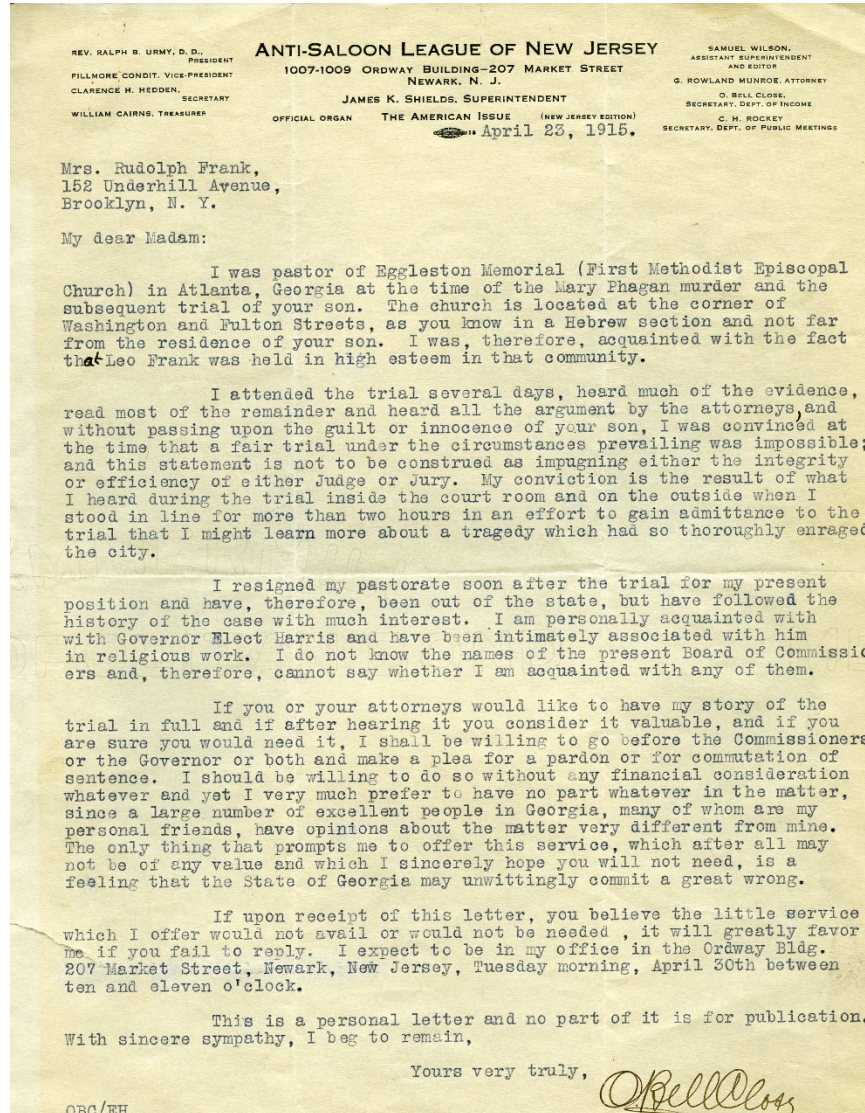 REV. RALPH B. URMY, D. D.,
PRESIDENT
FILLMORE CONDIT. VICE-PRESIDENT
CLARENCE H. HEDDEN,
SECRETARY
WILLIAM CAIRNS, TREASURER
ANTI-SALOON LEAGUE OF NEW JERSEY
1007-1009 ORDWAY BUILDING-207 MARKET STREET
NEWARK, N. J.
JAMES K. SHIELDS, SUPERINTENDENT
OFFICIAL ORGAN THE AMERICAN ISSUE (NEW JERSEY EDITION)
SAMUEL WILSON,
ASSISTANT SUPERINTENDENT
AND EDITOR
G. ROWLAND MUNROE, ATTORNEY
O. BELL CLOSE,
SECRETARY, DEPT. OF INCOME
C. H. ROCKEY
SECRETARY, DEPT. OF PUBLIC MEETINGS
April 23, 1915.
Mrs. Rudolph Frank,
152 Underhill Avenue,
Brooklyn, N. Y.
My dear Madam:
I was pastor of Eggleston Memorial (First Methodist Episcopal
Church) in Atlanta, Georgia at the time of the Mary Phagan murder and the
subsequent trial of your son. The church is located at the corner of
Washington and Fulton Streets, as you know in a Hebrew section and not far
from the residence of your son. I was, therefore, acquainted with the fact
that Leo Frank was held in high esteem in that community.
I attended the trial several days, heard much of the evidence,
read most of the remainder and heard all the argument by the attorneys, and
without passing upon the guilt or innocence of your son, I was convinced at
the time that a fair trial under the circumstances prevailing was impossible;
and this statement is not to be construed as impugning either the integrity
or efficiency of either Judge or Jury. My conviction is the result of what
I heard during the trial inside the court room and on the outside when I
stood in line for more than two hours in an effort to gain admittance to the
trial that I might learn more about a tragedy which had so thoroughly enraged
the city.
I resigned my pastorate soon after the trial for my present
position and have, therefore, been out of the state, but have followed the
history of the case with much interest. I am personally acquainted with
with Governor Elect Harris and have been intimately associated with him
in religious work. I do not know the names of the present Board of Commissio
ers and, therefore, cannot say whether I am acquainted with any of them.
If you or your attorneys would like to have my story of the
trial in full and if after hearing it you consider it valuable, and if you
are sure you would need it, I shall be willing to go before the Commissioners
or the Governor or both and make a plea for a pardon or for commutation of
sentence. I should be willing to do so without any financial consideration
whatever and yet I very much prefer to have no part whatever in the matter,
since a large number of excellent people in Georgia, many of whom are my
personal friends, have opinions about the matter very different from mine.
The only thing that prompts me to offer this service, which after all may
not be of any value and which I sincerely hope you will not need, is a
feeling that the State of Georgia may unwittingly commit a great wrong.
If upon receipt of this letter, you believe the little service
which I offer would not avail or would not be needed , it will greatly favor
me if you fail to reply. I expect to be in my office in the Ordway Bldg.
207 Market Street, Newark, New Jersey, Tuesday morning, April 30th between
ten and eleven o'clock.
This is a personal letter and no part of it is for publication.
With sincere sympathy, I beg to remain,
Yours very truly,
O Bell Close
OBC/EH